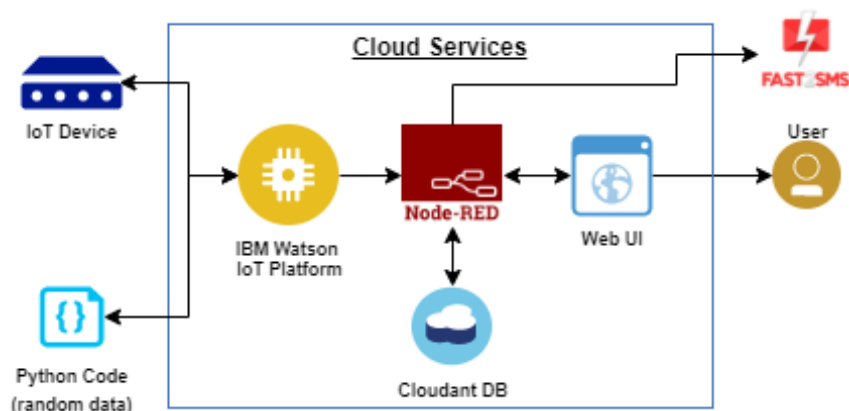 Cloud Services
FAST2SMS
IoT Device
User
Node-RED
Web UI
IBM Watson
IoT Platform
Python Code
(random data)
Cloudant DB